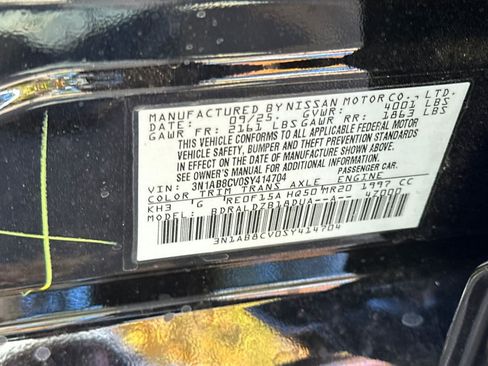 MANUFACTURED BY NISSAN MOTOR CO., LTD.
DATE: 09/25. GVWR: 4001 LBS
GAWR FR: 2161 LBS GAWR RR: 1863 LBS
THIS VEHICLE CONFORMS TO ALL APPLICABLE FEDERAL MOTOR
VEHICLE SAFETY, BUMPER, AND THEFT PREVENTION STANDARDS
IN EFFECT ON THE DATE OF MANUFACTURE SHOWN ABOVE.
SEE OWNER'S MANUAL FOR ADDITIONAL INFORMATION.
VIN: 3N1AB8CV0SY414704 PASSENGER CAR.
COLOR TRIM TRANS AXLE ENGINE
KH3 'G RE0F15A HQ50 MR20 1997 CC
MODEL: BDRALDZB18DUA--A-- 47000
3N1AB8CV0SY414704